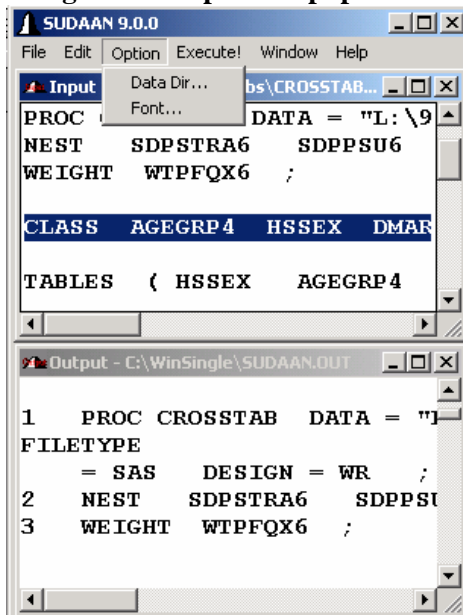 SUDAAN 9.0.0
File Edit Option Execute! Window Help
Data Dir...
Font...
Input bs\CROSSTAB...
PROC DATA = "L:\9
NEST SDPSTRA6 SDPPSU6
WEIGHT WTPFQX6 ;
CLASS AGEGRP4 HSSEX DMAR
TABLES ( HSSEX AGEGRP4
Output - C:\WinSingle\SUDAAN.OUT
1 PROC CROSSTAB DATA = "
FILETYPE
= SAS DESIGN = WR ;
2 NEST SDPSTRA6 SDPPSU
3 WEIGHT WTPFQX6 ;